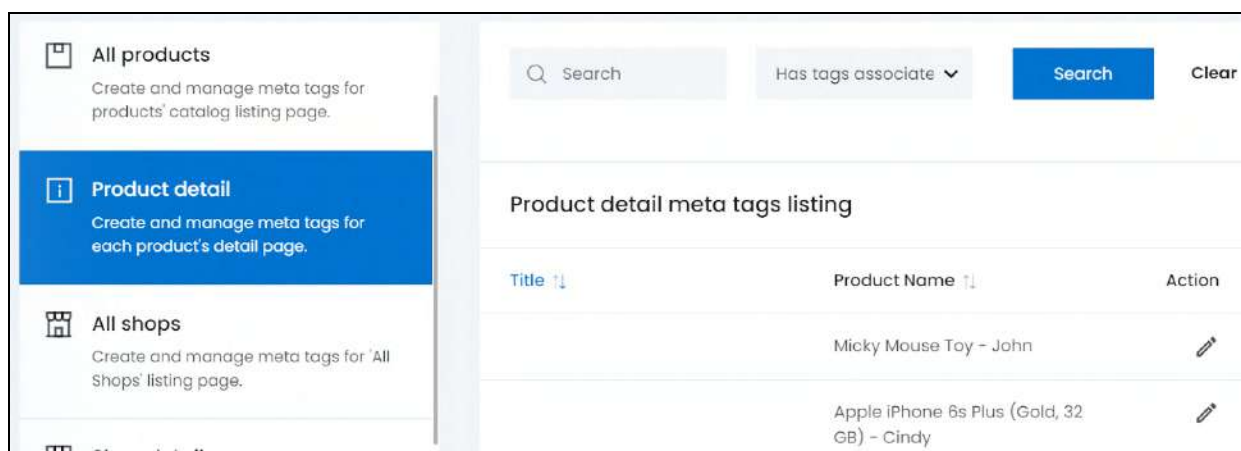 All products
Create and manage meta tags for
products' catalog listing page.
Product detail
Create and manage meta tags for
each product's detail page.
All shops
Create and manage meta tags for 'All
Shops' listing page.
Search
Has tags associate
Search
Clear
Product detail meta tags listing
Title
Product Name
Action
Micky Mouse Toy - John
Apple iPhone 6s Plus (Gold, 32
GB) - Cindy